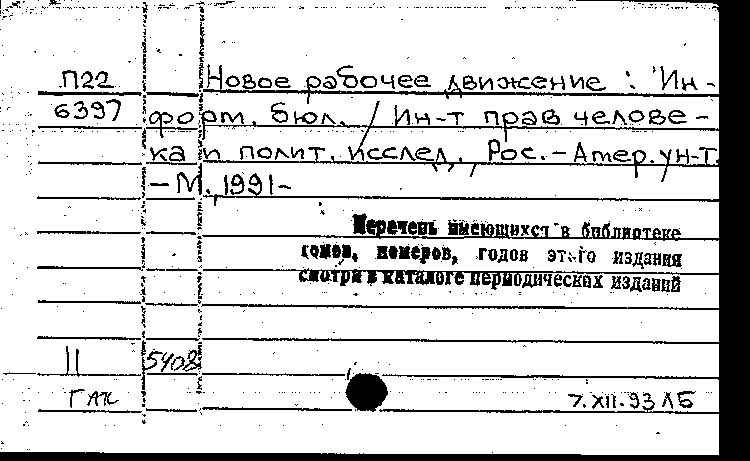 П22 Новое рабочее движение : Ин-
6397 форм. бюл. / Ин-т прав челове-
ка и полит. исслед., Рос.-Амер. ун-т.
– М., 1991-
Перечень имеющихся в библиотеке
томов, номеров, годов этого издания
смотри в каталоге периодических изданий
11 5408
ГАК 7.XII.93 ЛБ